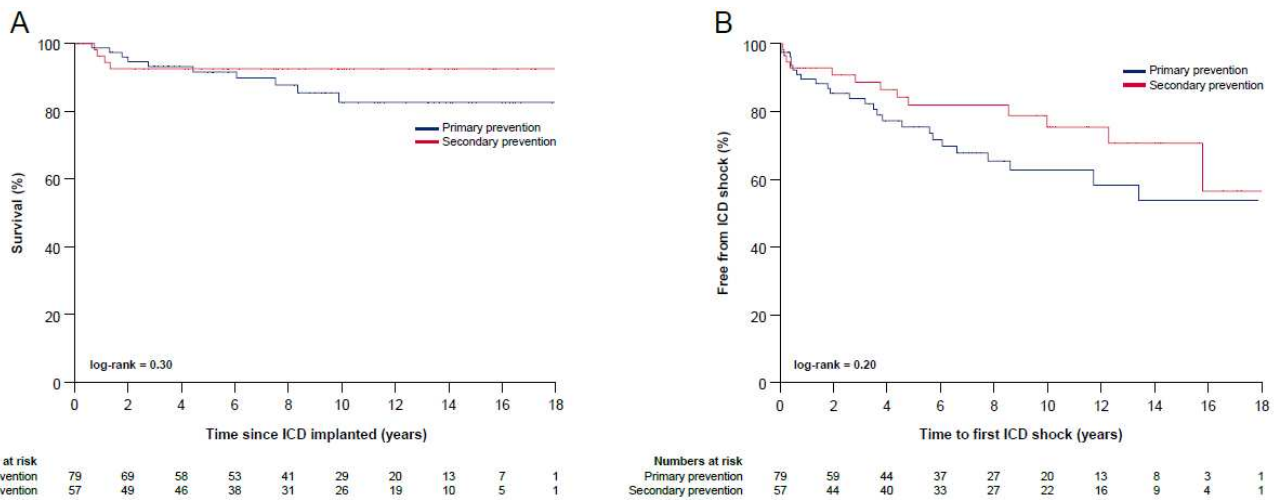 A
100
80
60
40
20
0
Survival (%)
Primary prevention
Secondary prevention
log-rank = 0.30
0 2 4 6 8 10 12 14 16 18
Time since ICD implanted (years)
at risk
79 69 58 53 41 29 20 13 7 1
57 49 46 38 31 26 19 10 5 1
B
100
80
60
40
20
0
Free from ICD shock (%)
Primary prevention
Secondary prevention
log-rank = 0.20
0 2 4 6 8 10 12 14 16 18
Time to first ICD shock (years)
Numbers at risk
Primary prevention 79 59 44 37 27 20 13 8 3 1
Secondary prevention 57 44 40 33 27 22 16 9 4 1